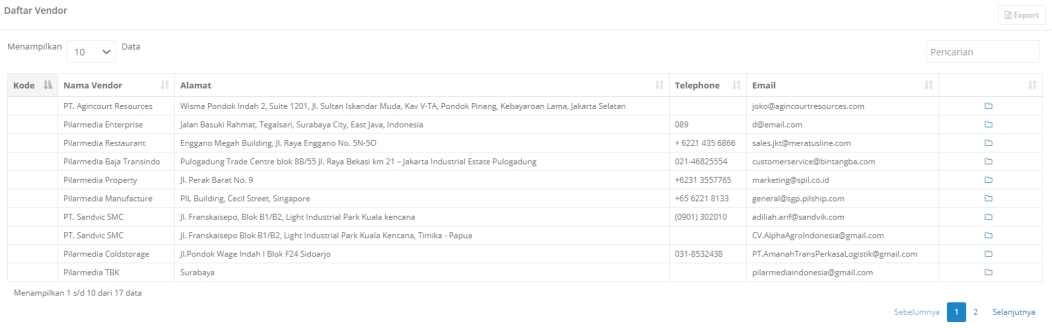 Daftar Vendor
Export
Menampilkan 10 Data
Pencarian
Kode Nama Vendor Alamat Telephone Email
PT. Agincourt Resources Wisma Pondok Indah 2, Suite 1201, Jl. Sultan Iskandar Muda, Kav V-TA, Pondok Pinang, Kebayaroan Lama, Jakarta Selatan joko@agincourtresources.com
Pilarmedia Enterprise Jalan Basuki Rahmat, Tegalsari, Surabaya City, East Java, Indonesia 089 d@email.com
Pilarmedia Restaurant Enggano Megah Building, Jl. Raya Enggano No. 5N-5O + 6221 435 6866 sales.jkt@meratusline.com
Pilarmedia Baja Transindo Pulogadung Trade Centre blok 8B/55 Jl. Raya Bekasi km 21 – Jakarta Industrial Estate Pulogadung 021-46825554 customerservice@bintangba.com
Pilarmedia Property Jl. Perak Barat No. 9 +6231 3557765 marketing@spil.co.id
Pilarmedia Manufacture PIL Building, Cecil Street, Singapore +65 6221 8133 general@sgp.pilship.com
PT. Sandvic SMC Jl. Franskaisepo, Blok B1/B2, Light Industrial Park Kuala kencana (0901) 302010 adiliah.arif@sandvik.com
PT. Sandvic SMC Jl. Franskaisepo Blok B1/B2, Light Industrial Park Kuala Kencana, Timika - Papua CV.AlphaAgroIndonesia@gmail.com
Pilarmedia Coldstorage Jl.Pondok Wage Indah I Blok F24 Sidoarjo 031-8532438 PT.AmanahTransPerkasaLogistik@gmail.com
Pilarmedia TBK Surabaya pilarmediaindonesia@gmail.com
Menampilkan 1 s/d 10 dari 17 data
Sebelumnya 1 2 Selanjutnya